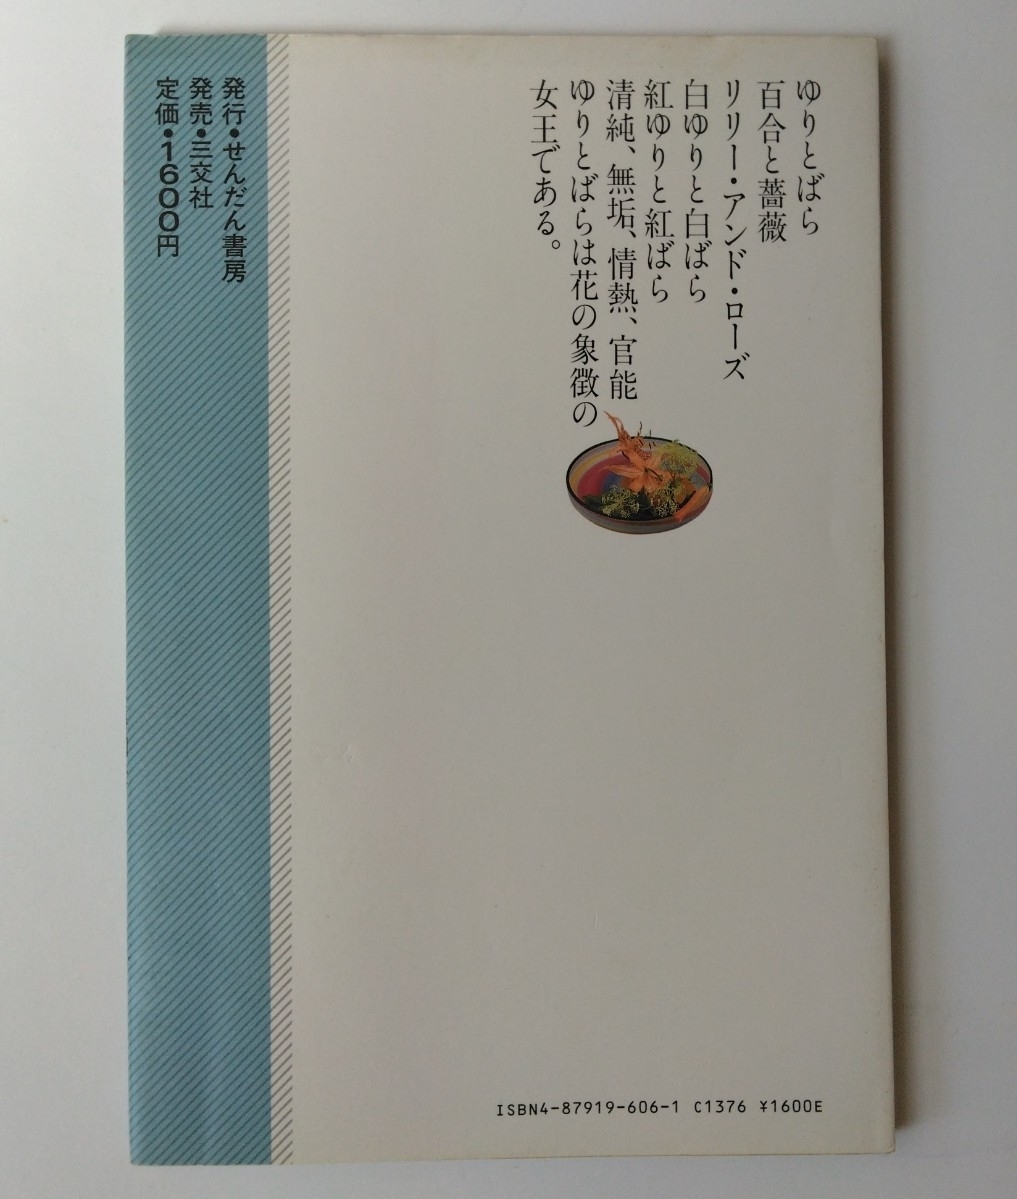 ゆりとばら
百合と薔薇
リリー・アンド・ローズ
白ゆりと白ばら
紅ゆりと紅ばら
清純、無垢、情熱、官能
ゆりとばらは花の象徴の
女王である。
発行・せんだん書房
発売・三交社
定価・1600円
ISBN4-87919-606-1 C1376 ¥1600E